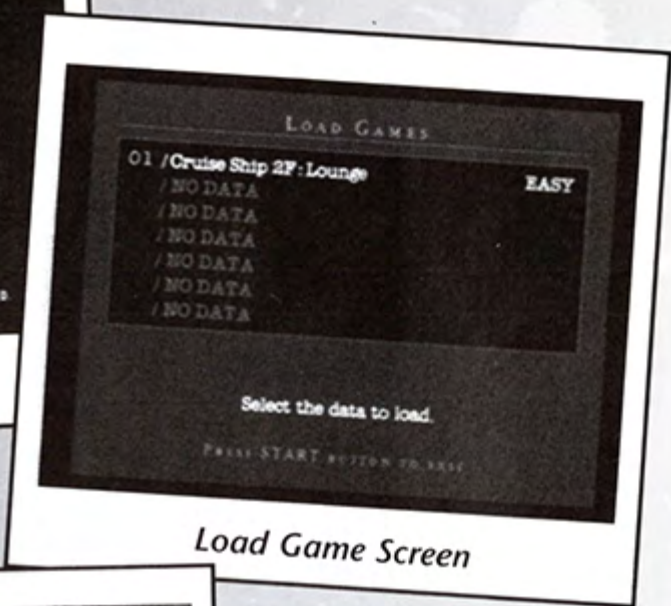 LOAD GAMES
01 /Cruise Ship 2F:Lounge EASY
/NO DATA
/NO DATA
/NO DATA
/NO DATA
/NO DATA
/NO DATA
Select the data to load.
PRESS START BUTTON TO EXIT
Load Game Screen